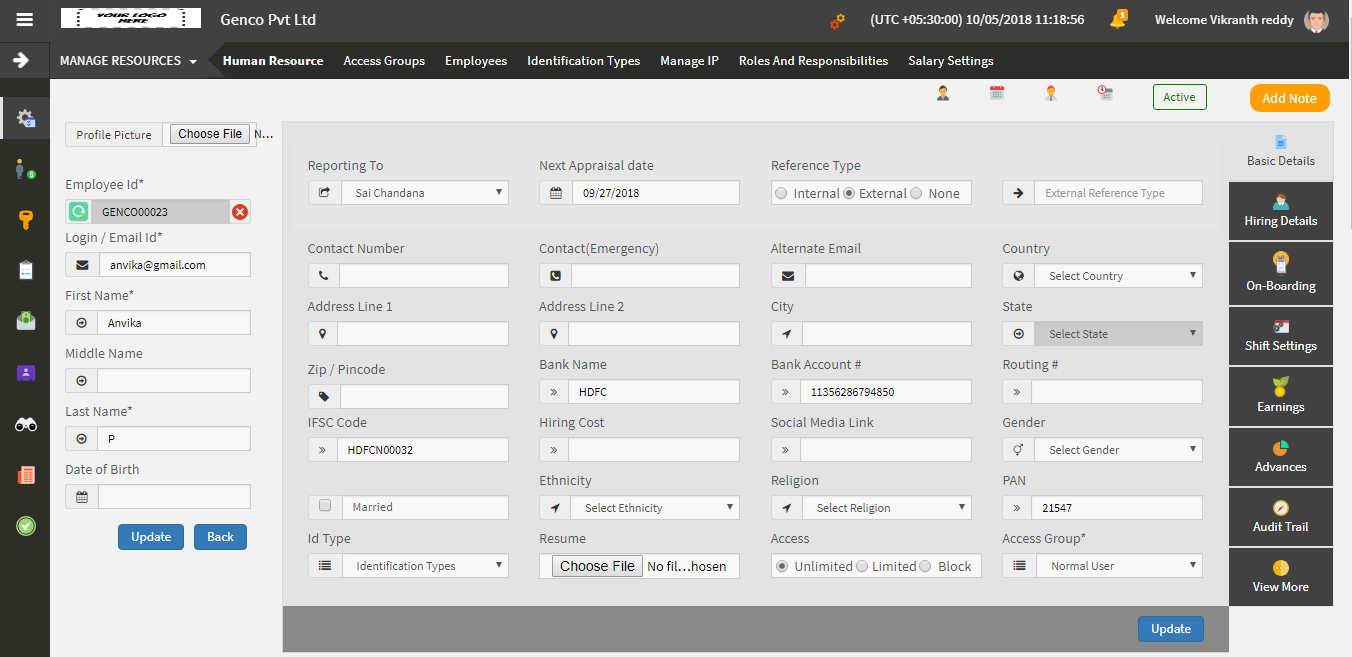 YOUR LOGO HERE
Genco Pvt Ltd
(UTC +05:30:00) 10/05/2018 11:18:56
1
Welcome Vikranth reddy
MANAGE RESOURCES
Human Resource Access Groups Employees Identification Types Manage IP Roles And Responsibilities Salary Settings
Active
Add Note
Profile Picture Choose File N...
Employee Id*
GENCO00023
Login / Email Id*
anvika@gmail.com
First Name*
Anvika
Middle Name
Last Name*
P
Date of Birth
Update Back
Reporting To Next Appraisal date Reference Type
Sai Chandana 09/27/2018 Internal External None External Reference Type
Contact Number Contact(Emergency) Alternate Email Country
Select Country
Address Line 1 Address Line 2 City State
Select State
Zip / Pincode Bank Name Bank Account # Routing #
HDFC 11356286794850
IFSC Code Hiring Cost Social Media Link Gender
HDFCN00032 Select Gender
Ethnicity Religion PAN
Married Select Ethnicity Select Religion 21547
Id Type Resume Access Access Group*
Identification Types Choose File No fil...hosen Unlimited Limited Block Normal User
Update
Basic Details
Hiring Details
On-Boarding
Shift Settings
Earnings
Advances
Audit Trail
View More